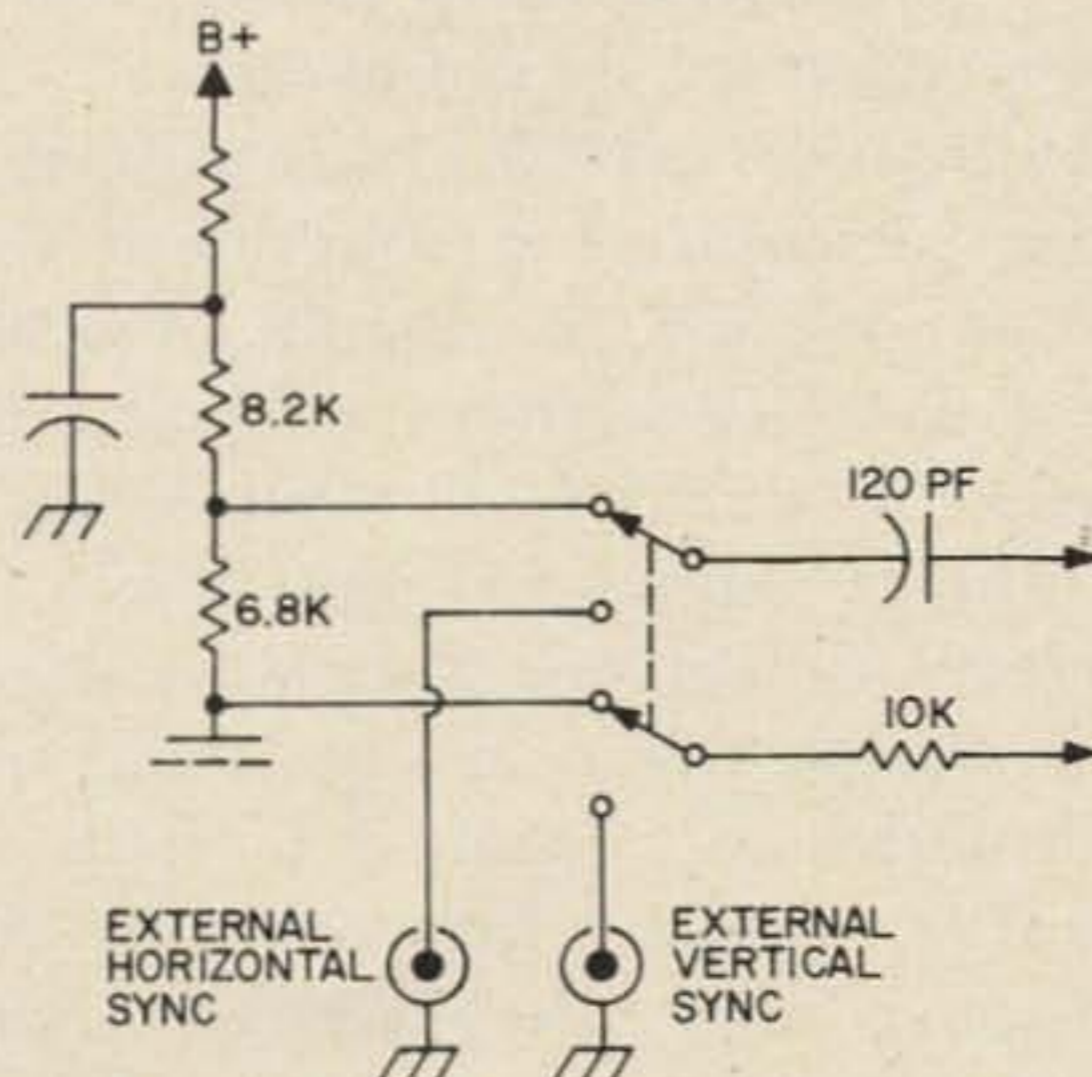 B+
8.2K
120 PF
6.8K
10K
EXTERNAL
HORIZONTAL
SYNC
EXTERNAL
VERTICAL
SYNC